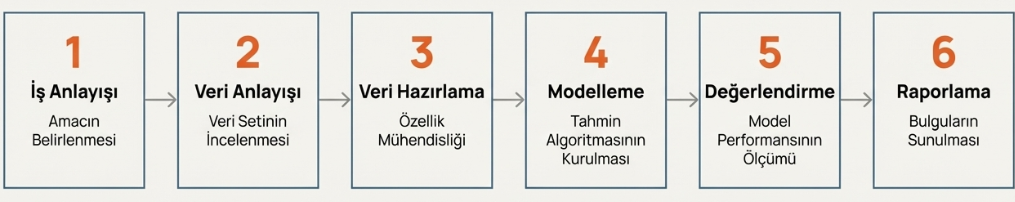 1
İş Anlayışı
Amacın
Belirlenmesi
2
Veri Anlayışı
Veri Setinin
İncelenmesi
3
Veri Hazırlama
Özellik
Mühendisliği
4
Modelleme
Tahmin
Algoritmasının
Kurulması
5
Değerlendirme
Model
Performansının
Ölçümü
6
Raporlama
Bulguların
Sunulması